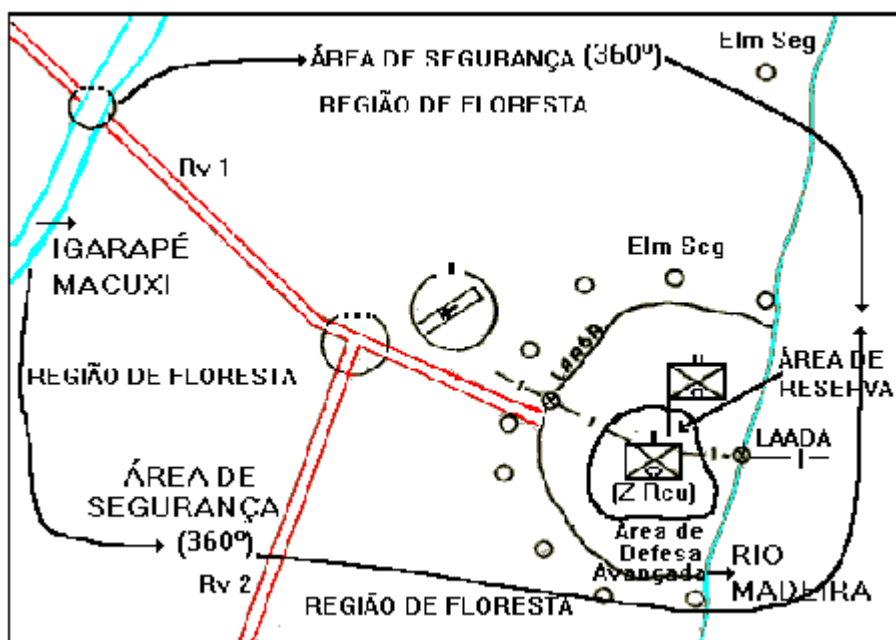 Elm Seg
ÁREA DE SEGURANÇA (360º)
REGIÃO DE FLORESTA
Rv 1
IGARAPÉ
MACUXI
Elm Seg
LAADA
ÁREA DE
RESERVA
REGIÃO DE FLORESTA
LAADA
(Z Rcu)
ÁREA DE
SEGURANÇA
(360º)
Área de
Defesa
Avançada
RIO
MADEIRA
Rv 2
REGIÃO DE FLORESTA